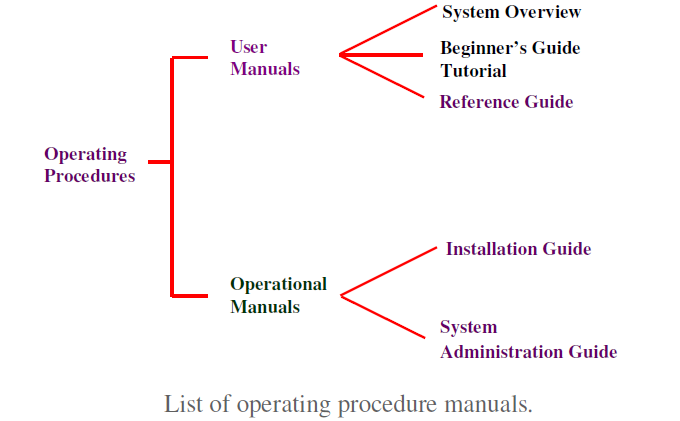 System Overview
User
Manuals
Beginner’s Guide
Tutorial
Reference Guide
Operating
Procedures
Installation Guide
Operational
Manuals
System
Administration Guide
List of operating procedure manuals.